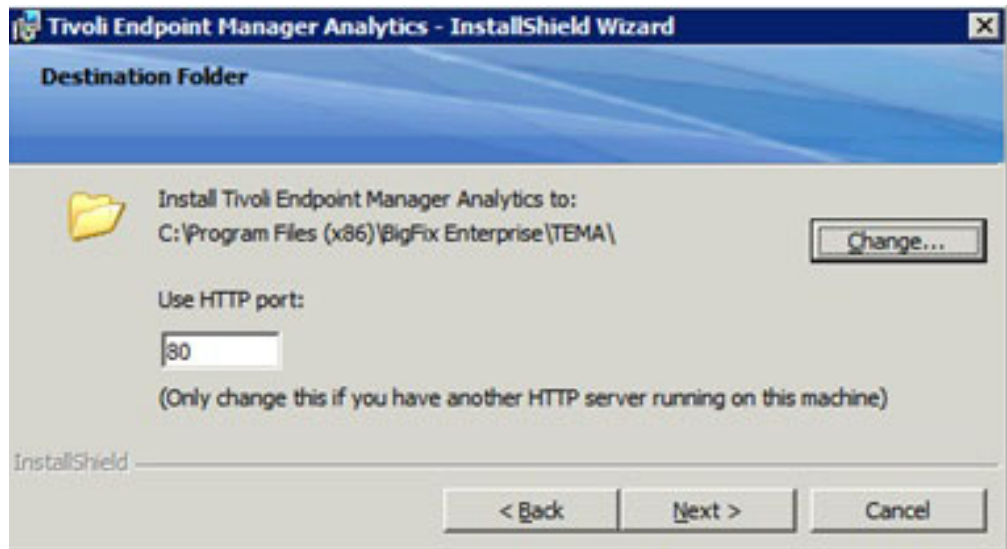 Tivoli Endpoint Manager Analytics - InstallShield Wizard
Destination Folder
Install Tivoli Endpoint Manager Analytics to:
C:\Program Files (x86)\BigFix Enterprise\TEMA\
Change...
Use HTTP port:
80
(Only change this if you have another HTTP server running on this machine)
InstallShield
< Back
Next >
Cancel